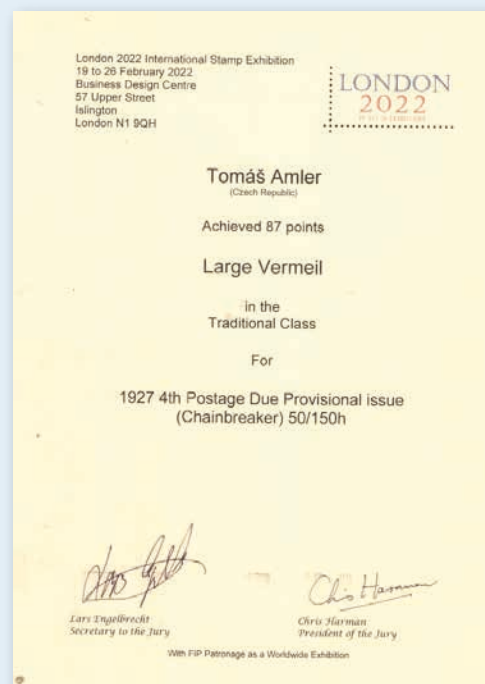 London 2022 International Stamp Exhibition
19 to 26 February 2022
Business Design Centre
57 Upper Street
Islington
London N1 9QH
LONDON
2022
Tomáš Amler
(Czech Republic)
Achieved 87 points
Large Vermeil
in the
Traditional Class
For
1927 4th Postage Due Provisional issue
(Chainbreaker) 50/150h
Chris Harman
Lars Engelbrecht
Secretary to the Jury
Chris Harman
President of the Jury
With FIP Patronage as a Worldwide Exhibition